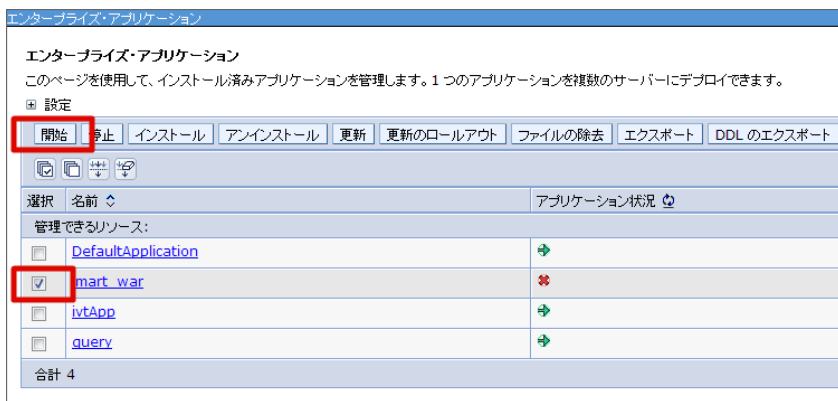 エンタープライズ・アプリケーション
エンタープライズ・アプリケーション
このページを使用して、インストール済みアプリケーションを管理します。1 つのアプリケーションを複数のサーバーにデプロイできます。
設定
開始 停止 インストール アンインストール 更新 更新のロールアウト ファイルの除去 エクスポート DDL のエクスポート
選択 名前 アプリケーション状況
管理できるリソース:
DefaultApplication
mart_war
ivtApp
query
合計 4